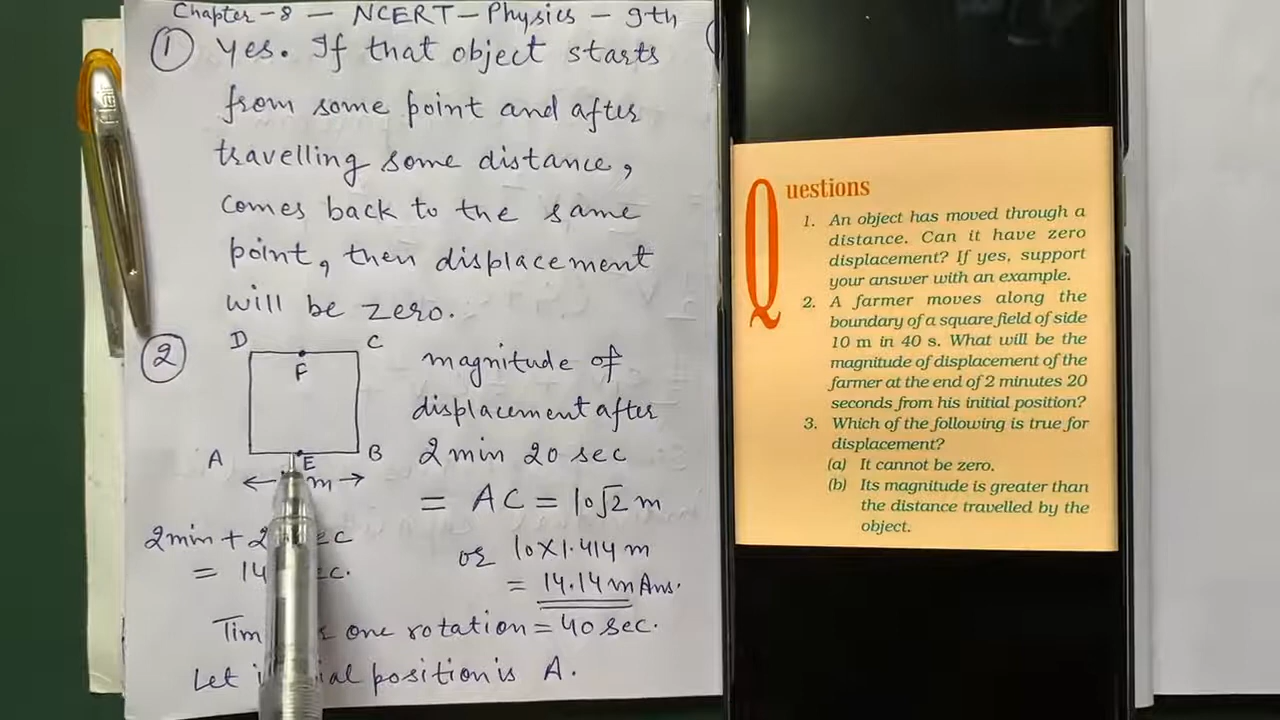 Chapter-8 - NCERT-Physics - 9th
① Yes. If that object starts
from some point and after
travelling some distance,
comes back to the same
point, then displacement
will be zero.
②
D C
F
A E B
m
magnitude of
displacement after
2 min 20 sec
= AC = 10√2 m
or 10×1.414 m
= 14.14 m Ans.
2min +
=
one rotation = 40 sec.
Let position is A.
Questions
1. An object has moved through a
distance. Can it have zero
displacement? If yes, support
your answer with an example.
2. A farmer moves along the
boundary of a square field of side
10 m in 40 s. What will be the
magnitude of displacement of the
farmer at the end of 2 minutes 20
seconds from his initial position?
3. Which of the following is true for
displacement?
(a) It cannot be zero.
(b) Its magnitude is greater than
the distance travelled by the
object.